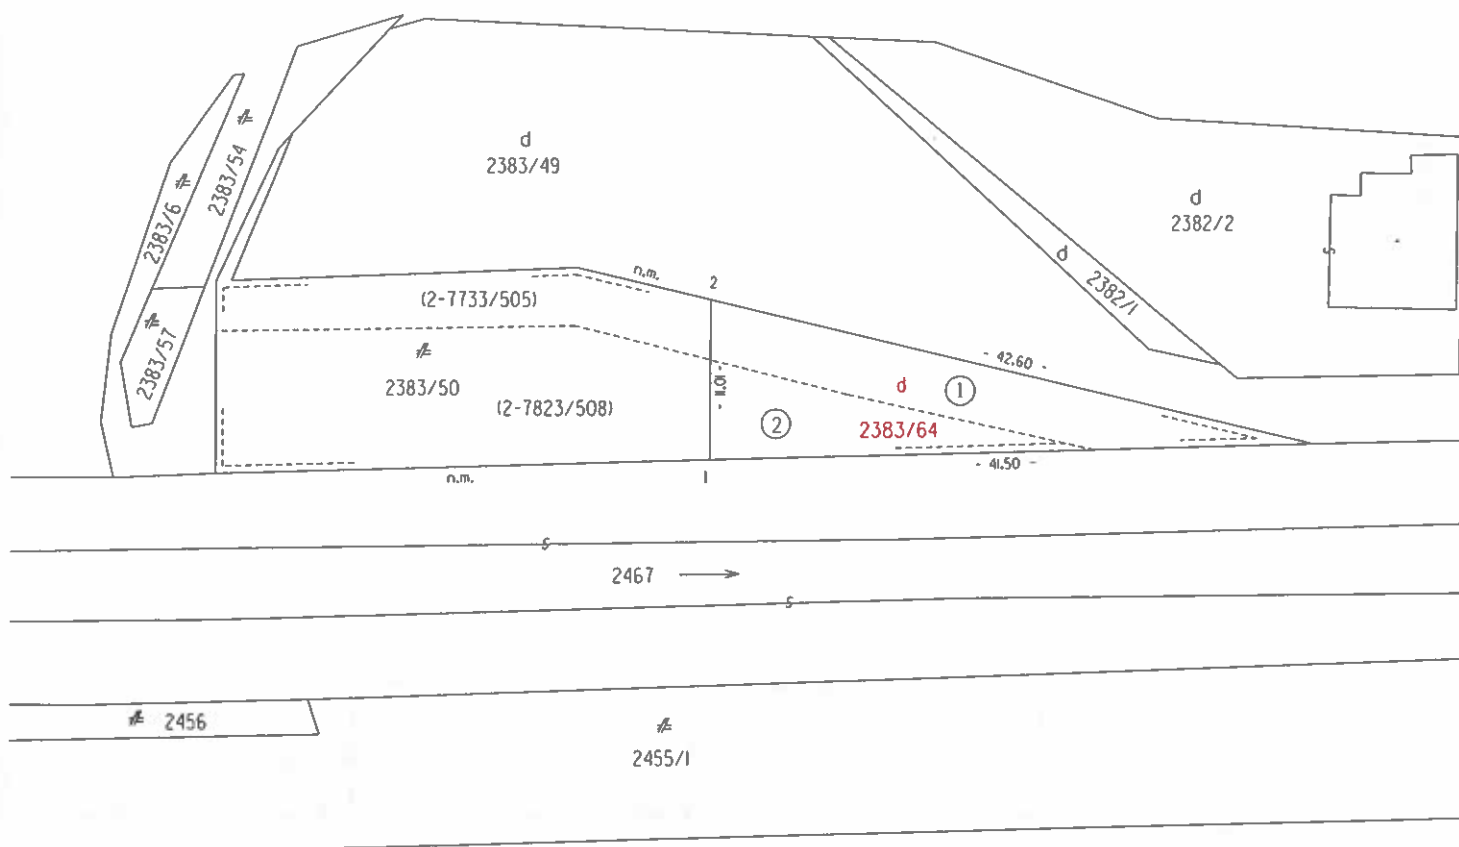 d
2383/49
2383/54
2383/6
2383/57
d
2382/2
d 2382/1
n.m.
2
(2-7733/505)
2383/50
(2-7823/508)
- 11.01 -
- 42.60 -
d
1
2
2383/64
- 41.50 -
n.m.
1
2467
2456
2455/1